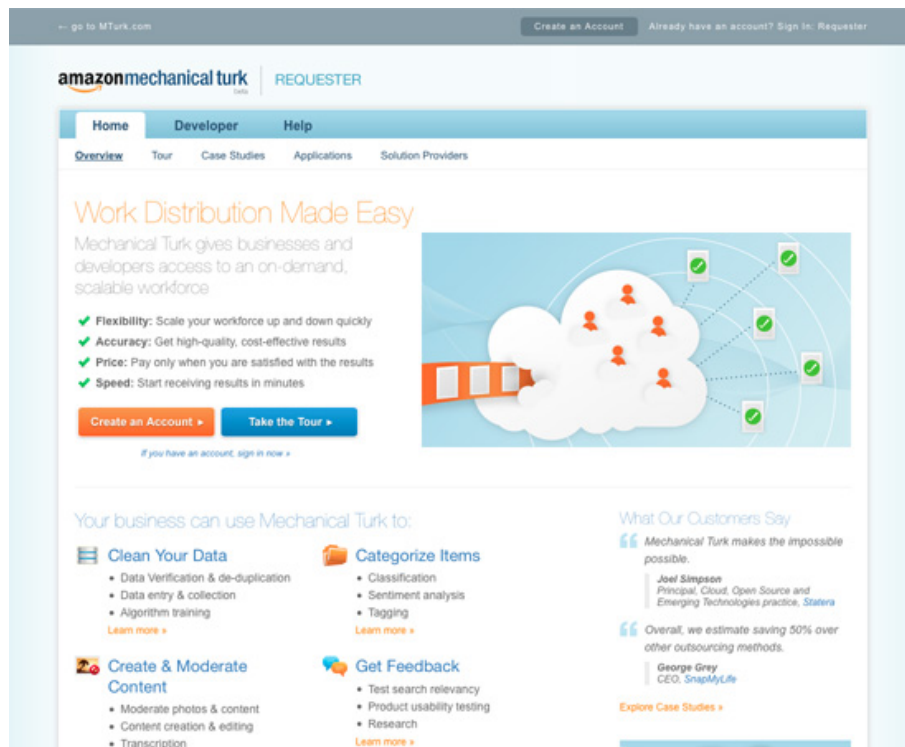 ← go to MTurk.com
Create an Account
Already have an account? Sign In: Requester
amazonmechanical turk
beta
REQUESTER
Home
Developer
Help
Overview
Tour
Case Studies
Applications
Solution Providers
Work Distribution Made Easy
Mechanical Turk gives businesses and
developers access to an on-demand,
scalable workforce
Flexibility: Scale your workforce up and down quickly
Accuracy: Get high-quality, cost-effective results
Price: Pay only when you are satisfied with the results
Speed: Start receiving results in minutes
Create an Account ▸
Take the Tour ▸
If you have an account, sign in now »
Your business can use Mechanical Turk to:
Clean Your Data
• Data Verification & de-duplication
• Data entry & collection
• Algorithm training
Learn more »
Categorize Items
• Classification
• Sentiment analysis
• Tagging
Learn more »
Create & Moderate
Content
• Moderate photos & content
• Content creation & editing
• Transcription
Get Feedback
• Test search relevancy
• Product usability testing
• Research
Learn more »
What Our Customers Say
Mechanical Turk makes the impossible
possible.
Joel Simpson
Principal, Cloud, Open Source and
Emerging Technologies practice, Statera
Overall, we estimate saving 50% over
other outsourcing methods.
George Grey
CEO, SnapMyLife
Explore Case Studies »